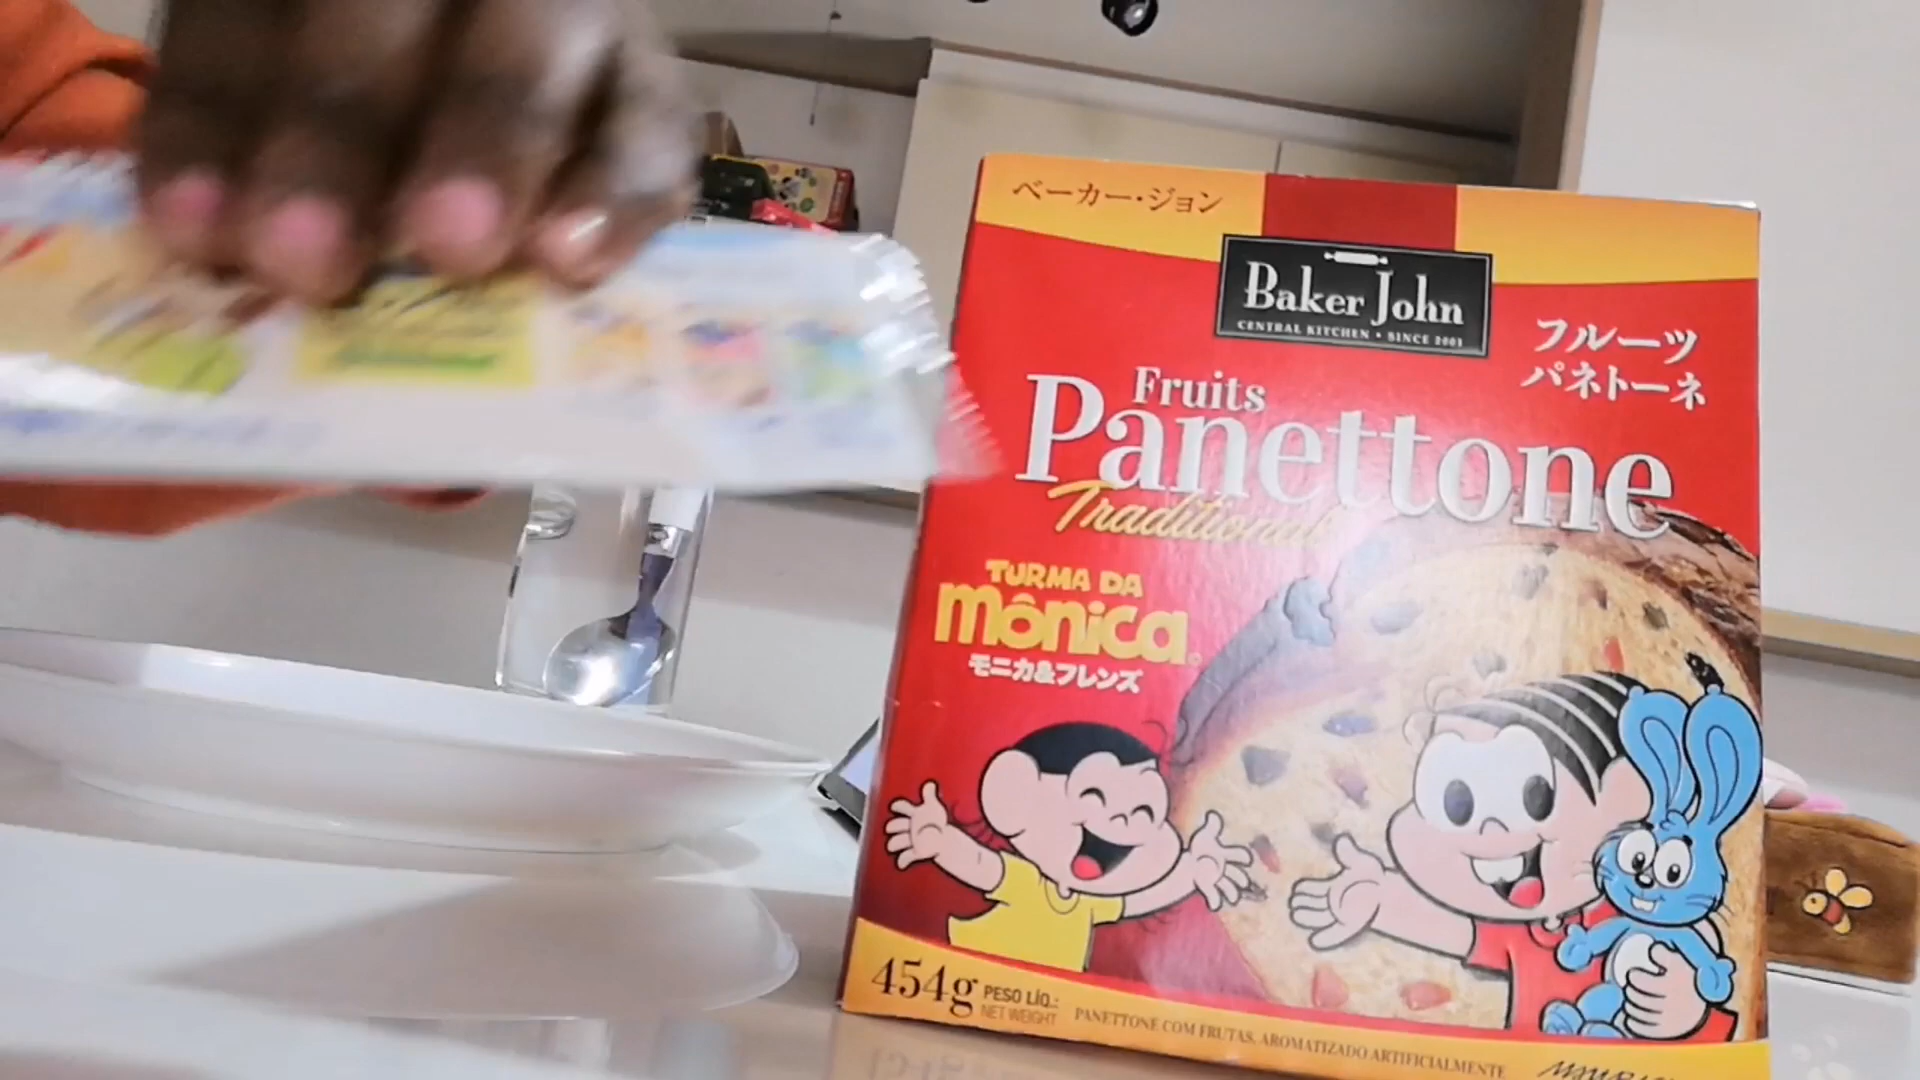 ベーカー・ジョン
Baker John
CENTRAL KITCHEN • SINCE 2001
フルーツ
パネトーネ
Fruits
Panettone
Traditional
TURMA DA
Mônica
モニカ&フレンズ
454g
PESO LÍQ.:
NET WEIGHT
PANETTONE COM FRUTAS, AROMATIZADO ARTIFICIALMENTE